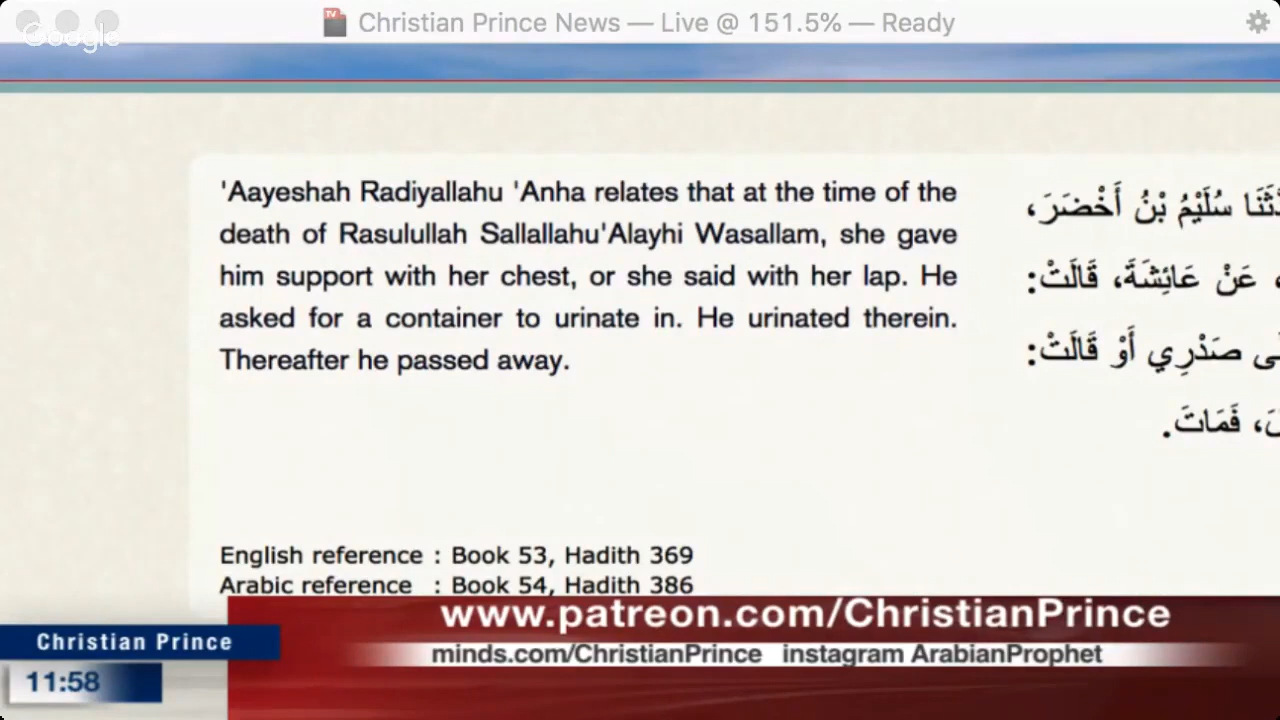 Christian Prince News — Live @ 151.5% — Ready
Google
'Aayeshah Radiyallahu 'Anha relates that at the time of the
death of Rasulullah Sallallahu'Alayhi Wasallam, she gave
him support with her chest, or she said with her lap. He
asked for a container to urinate in. He urinated therein.
Thereafter he passed away.
سُلَيْمُ بْنُ أَخْضَرَ،
عَنْ عَائِشَةَ، قَالَتْ:
صَدْرِي أَوْ قَالَتْ:
فَمَاتَ.
English reference : Book 53, Hadith 369
Arabic reference : Book 54, Hadith 386
www.patreon.com/ChristianPrince
minds.com/ChristianPrince instagram ArabianProphet
Christian Prince
11:58